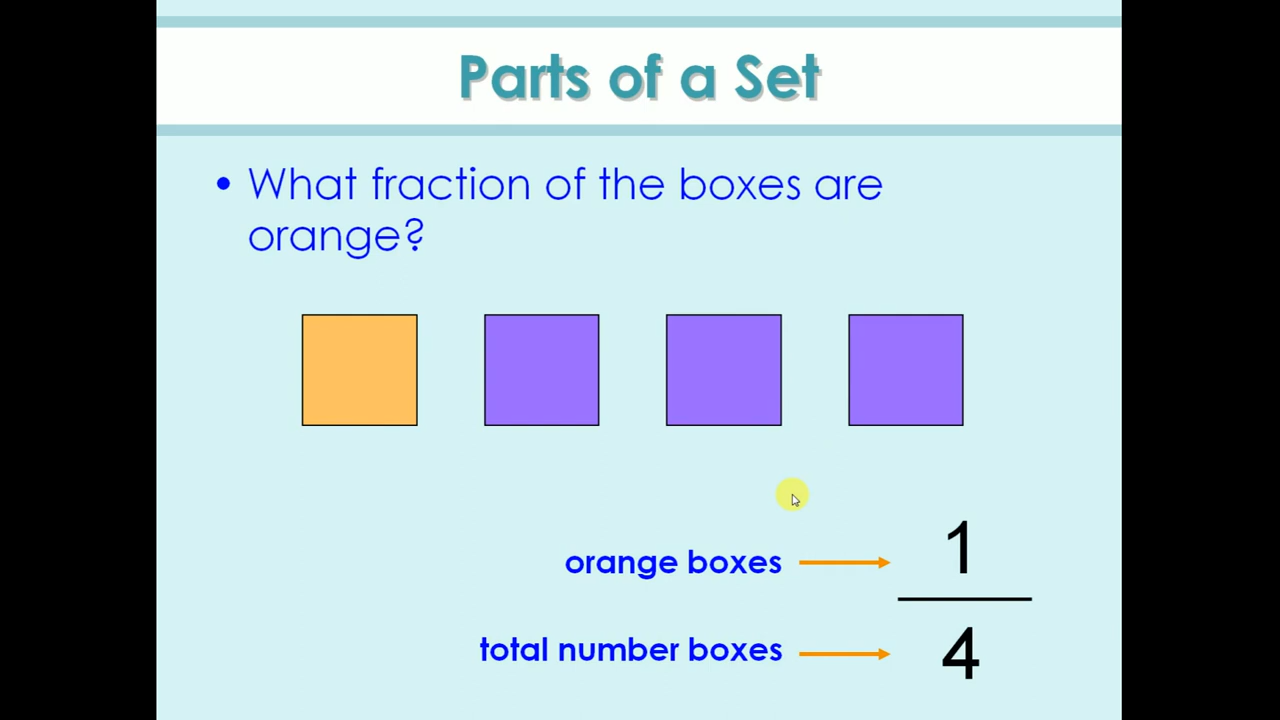 Parts of a Set
• What fraction of the boxes are
orange?
orange boxes
1
total number boxes
4